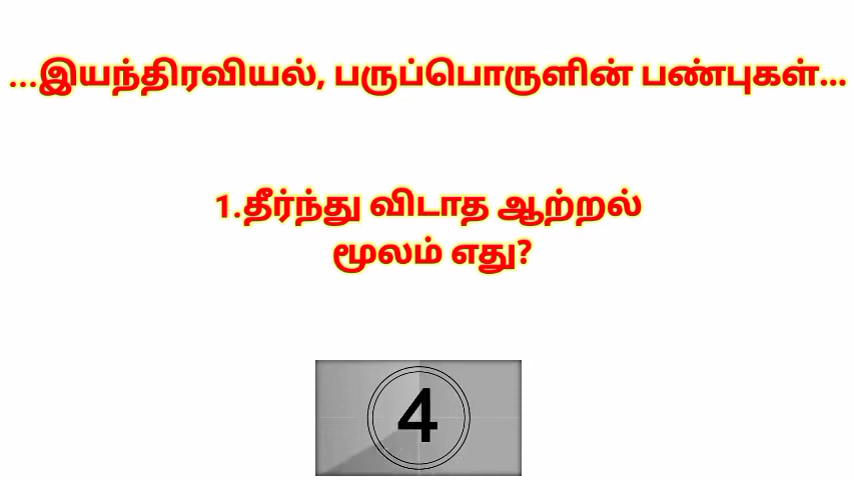 ...இயந்திரவியல், பருப்பொருளின் பண்புகள்...
1.தீர்ந்து விடாத ஆற்றல்
மூலம் எது?
4